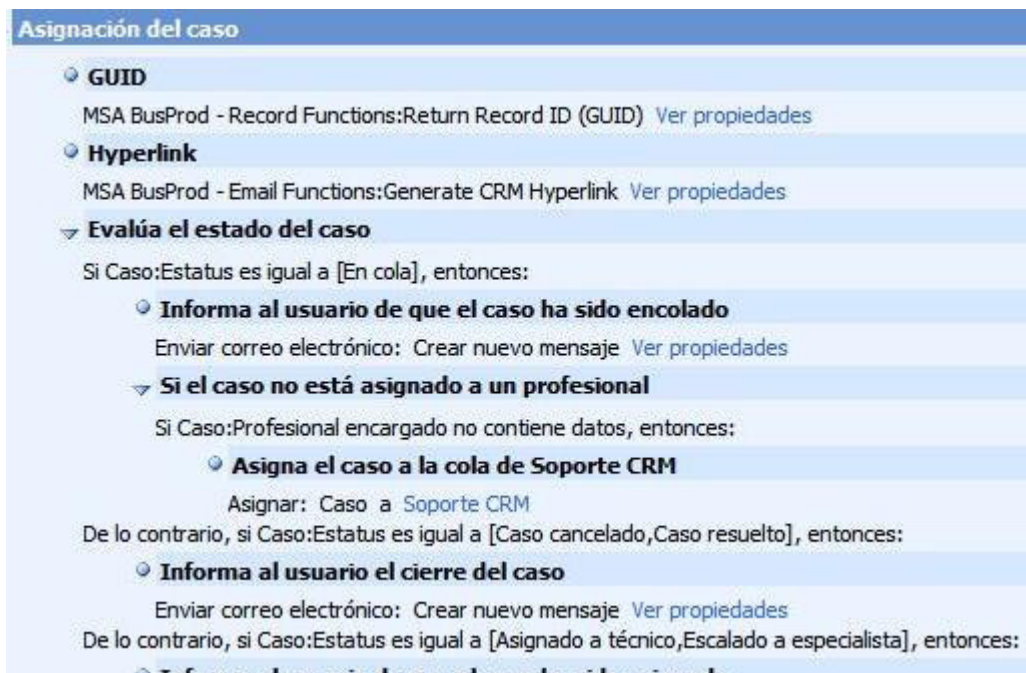 Asignación del caso
GUID
MSA BusProd - Record Functions:Return Record ID (GUID) Ver propiedades
Hyperlink
MSA BusProd - Email Functions:Generate CRM Hyperlink Ver propiedades
Evalúa el estado del caso
Si Caso:Estatus es igual a [En cola], entonces:
Informa al usuario de que el caso ha sido encolado
Enviar correo electrónico: Crear nuevo mensaje Ver propiedades
Si el caso no está asignado a un profesional
Si Caso:Profesional encargado no contiene datos, entonces:
Asigna el caso a la cola de Soporte CRM
Asignar: Caso a Soporte CRM
De lo contrario, si Caso:Estatus es igual a [Caso cancelado,Caso resuelto], entonces:
Informa al usuario el cierre del caso
Enviar correo electrónico: Crear nuevo mensaje Ver propiedades
De lo contrario, si Caso:Estatus es igual a [Asignado a técnico,Escalado a especialista], entonces: